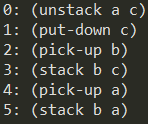 0: (unstack a c)
1: (put-down c)
2: (pick-up b)
3: (stack b c)
4: (pick-up a)
5: (stack b a)